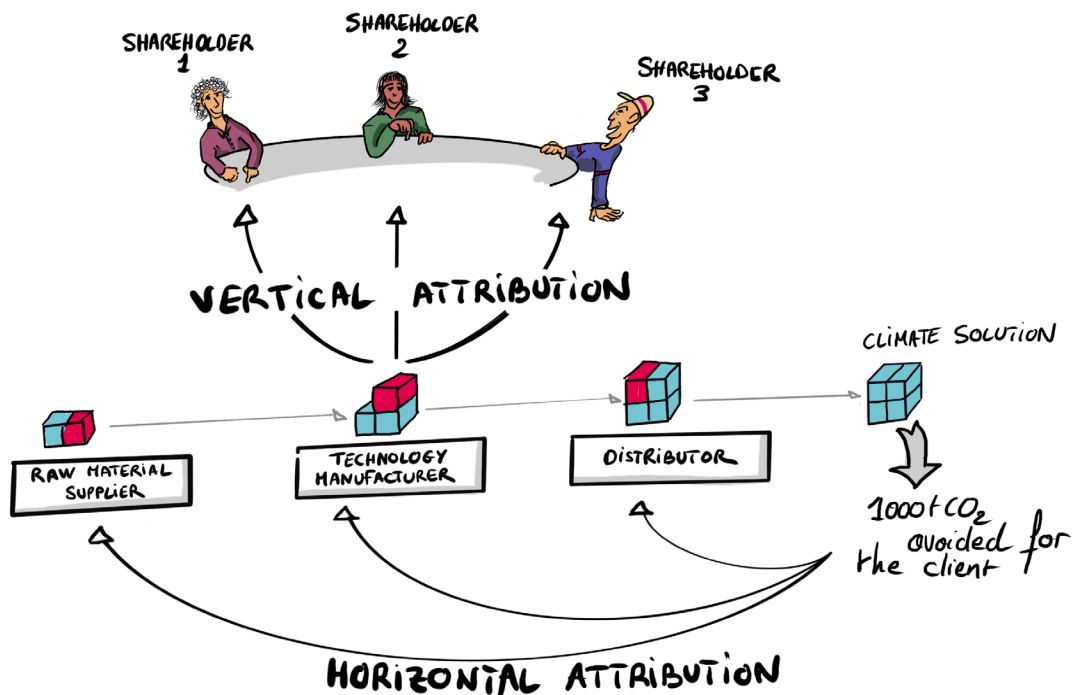 SHAREHOLDER
1
SHAREHOLDER
2
SHAREHOLDER
3
VERTICAL ATTRIBUTION
CLIMATE SOLUTION
RAW MATERIAL
SUPPLIER
TECHNOLOGY
MANUFACTURER
DISTRIBUTOR
1000tCO₂
avoided for
the client
HORIZONTAL ATTRIBUTION